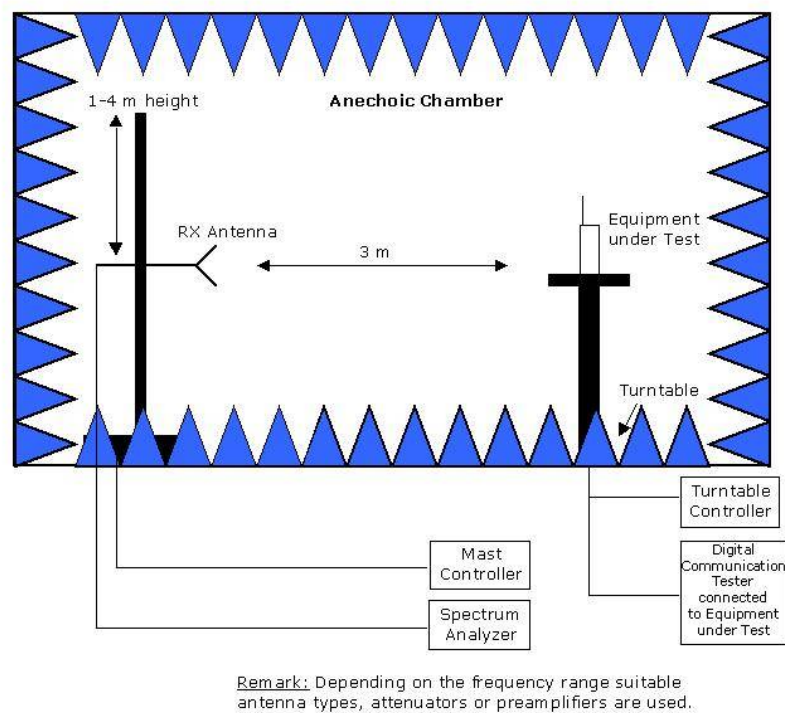 1-4 m height
Anechoic Chamber
RX Antenna
Equipment
under Test
3 m
Turntable
Turntable
Controller
Mast
Controller
Digital
Communication
Tester
connected
to Equipment
under Test
Spectrum
Analyzer
Remark: Depending on the frequency range suitable
antenna types, attenuators or preamplifiers are used.